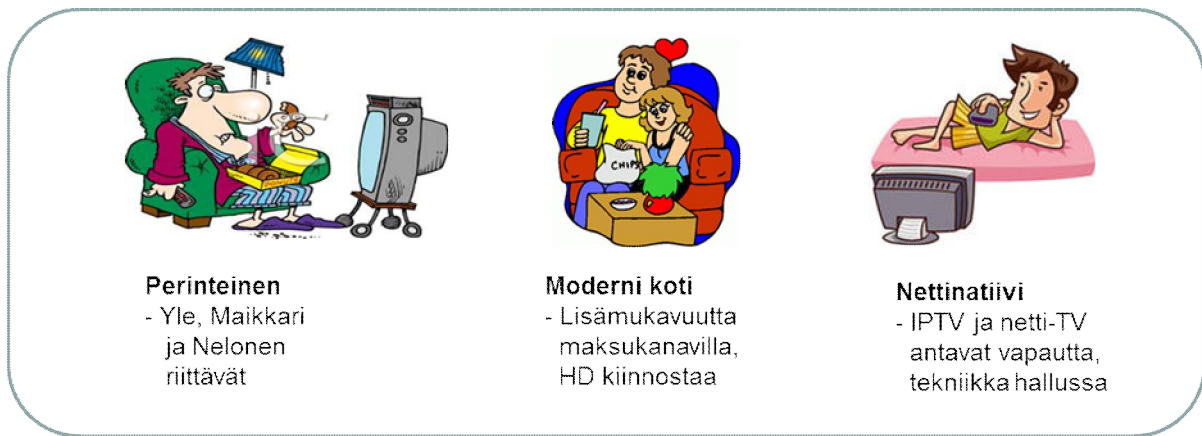 CHIPS
Perinteinen
- Yle, Maikkari
ja Nelonen
riittävät
Moderni koti
- Lisämukavuutta
maksukanavilla,
HD kiinnostaa
Nettinatiivi
- IPTV ja netti-TV
antavat vapautta,
tekniikka hallussa